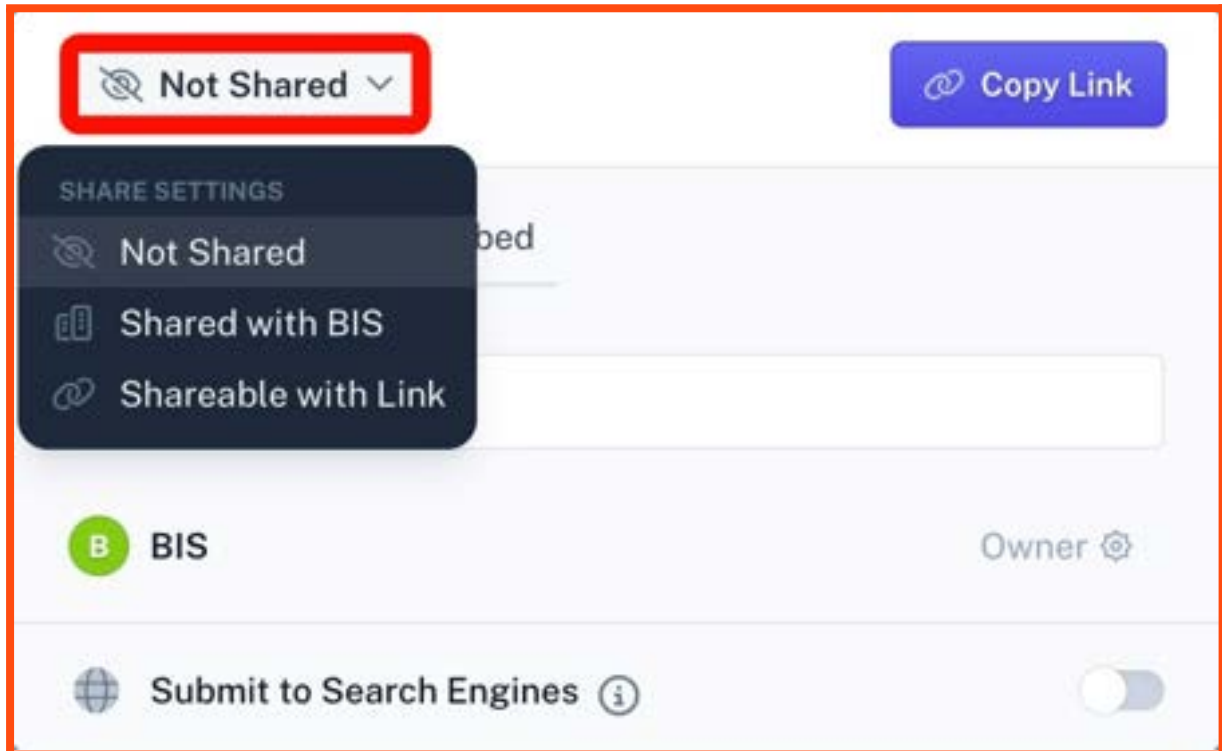 Not Shared
Copy Link
SHARE SETTINGS
Not Shared
bed
Shared with BIS
Shareable with Link
B BIS
Owner
Submit to Search Engines